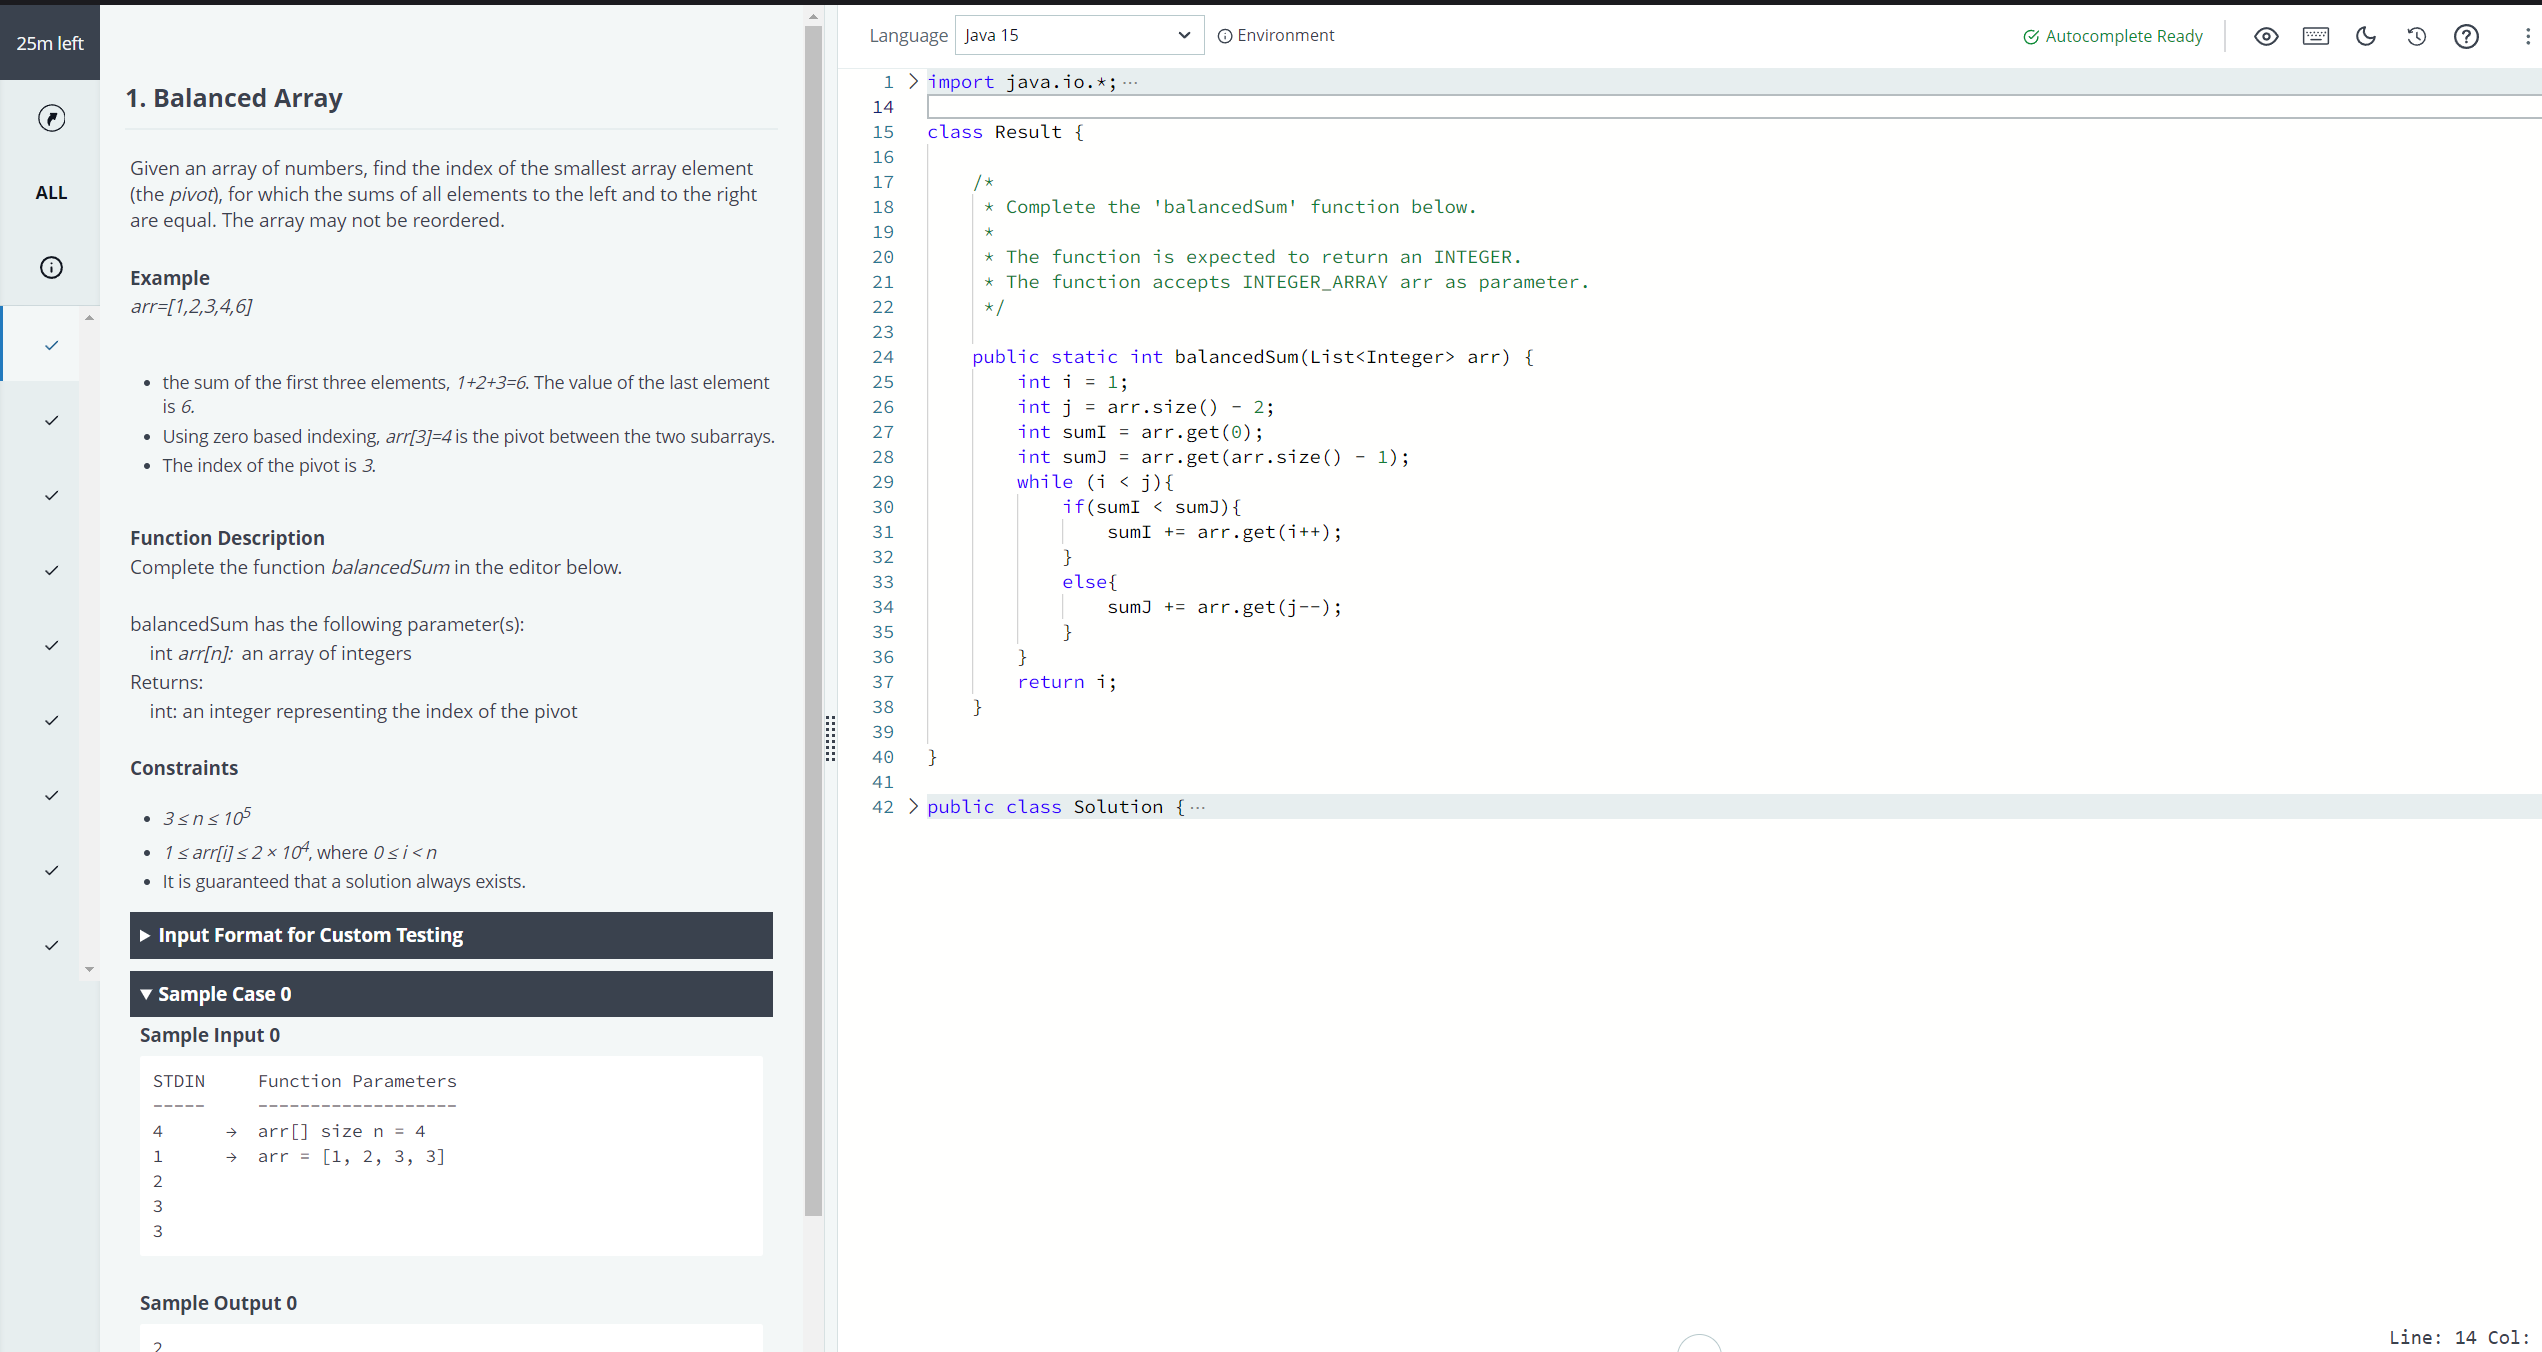 25m left
ALL
1. Balanced Array
Given an array of numbers, find the index of the smallest array element
(the pivot), for which the sums of all elements to the left and to the right
are equal. The array may not be reordered.
Example
arr=[1,2,3,4,6]
• the sum of the first three elements, 1+2+3=6. The value of the last element
is 6.
• Using zero based indexing, arr[3]=4 is the pivot between the two subarrays.
• The index of the pivot is 3.
Function Description
Complete the function balancedSum in the editor below.
balancedSum has the following parameter(s):
int arr[n]: an array of integers
Returns:
int: an integer representing the index of the pivot
Constraints
• 3 ≤ n ≤ 10^5
• 1 ≤ arr[i] ≤ 2 × 10^4, where 0 ≤ i < n
• It is guaranteed that a solution always exists.
▶ Input Format for Custom Testing
▼ Sample Case 0
Sample Input 0
STDIN     Function Parameters
-----     -------------------
4      →  arr[] size n = 4
1      →  arr = [1, 2, 3, 3]
2
3
3
Sample Output 0
2
Language Java 15 Environment
Autocomplete Ready
1 import java.io.*; ···
14
15 class Result {
16
17     /*
18      * Complete the 'balancedSum' function below.
19      *
20      * The function is expected to return an INTEGER.
21      * The function accepts INTEGER_ARRAY arr as parameter.
22      */
23
24     public static int balancedSum(List<Integer> arr) {
25         int i = 1;
26         int j = arr.size() - 2;
27         int sumI = arr.get(0);
28         int sumJ = arr.get(arr.size() - 1);
29         while (i < j){
30             if(sumI < sumJ){
31                 sumI += arr.get(i++);
32             }
33             else{
34                 sumJ += arr.get(j--);
35             }
36         }
37         return i;
38     }
39
40 }
41
42 public class Solution { ···
Line: 14 Col: